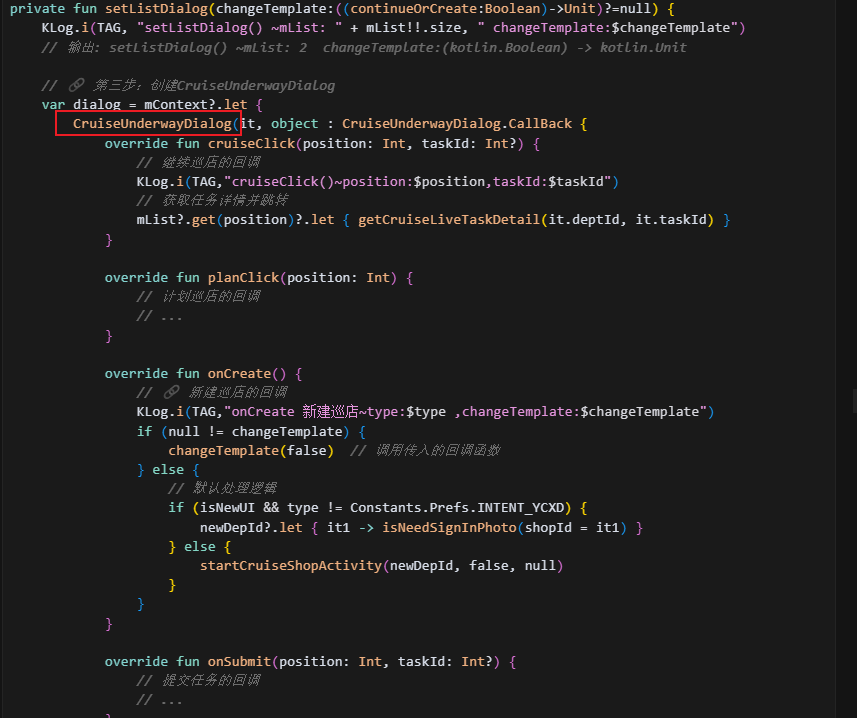 private fun setListDialog(changeTemplate:((continueOrCreate:Boolean)->Unit)?=null) {
KLog.i(TAG, "setListDialog() ~mList: " + mList!!.size, " changeTemplate:$changeTemplate")
// 输出: setListDialog() ~mList: 2  changeTemplate:(kotlin.Boolean) -> kotlin.Unit
// 🔗 第三步：创建CruiseUnderwayDialog
var dialog = mContext?.let {
CruiseUnderwayDialog(it, object : CruiseUnderwayDialog.CallBack {
override fun cruiseClick(position: Int, taskId: Int?) {
// 继续巡店的回调
KLog.i(TAG,"cruiseClick()~position:$position,taskId:$taskId")
// 获取任务详情并跳转
mList?.get(position)?.let { getCruiseLiveTaskDetail(it.deptId, it.taskId) }
}
override fun planClick(position: Int) {
// 计划巡店的回调
// ...
}
override fun onCreate() {
// 🔗 新建巡店的回调
KLog.i(TAG,"onCreate 新建巡店~type:$type ,changeTemplate:$changeTemplate")
if (null != changeTemplate) {
changeTemplate(false)  // 调用传入的回调函数
} else {
// 默认处理逻辑
if (isNewUI && type != Constants.Prefs.INTENT_YCXD) {
newDepId?.let { it1 -> isNeedSignInPhoto(shopId = it1) }
} else {
startCruiseShopActivity(newDepId, false, null)
}
}
}
override fun onSubmit(position: Int, taskId: Int?) {
// 提交任务的回调
// ...
}